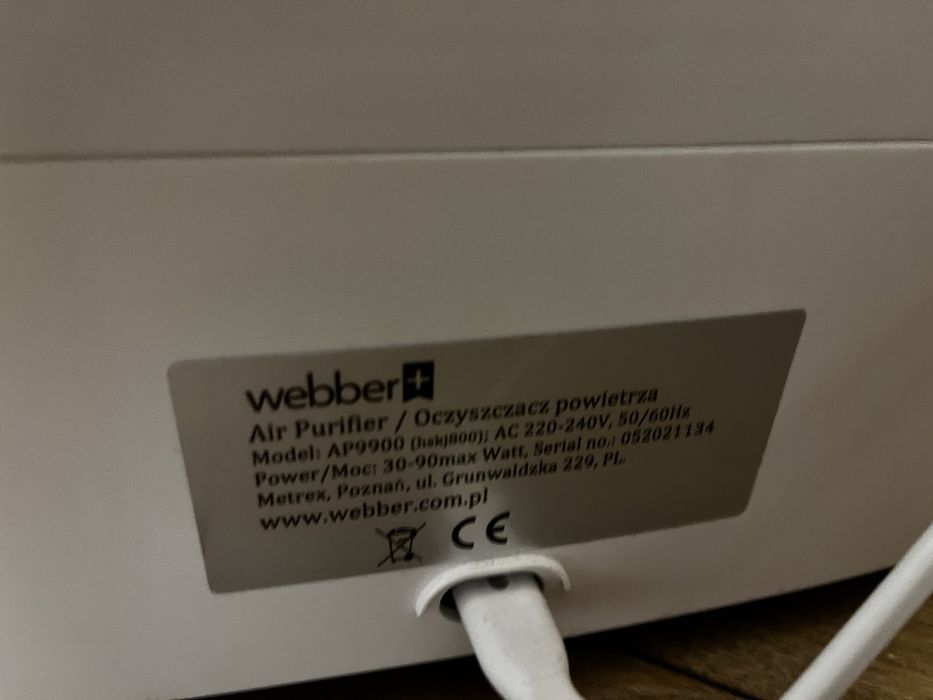 webber+
Air Purifier / Oczyszczacz powietrza
Model: AP9900 (hskj800); AC 220-240V, 50/60Hz
Power/Moc: 30-90max Watt, Serial no.: 052021134
Metrex, Poznań, ul. Grunwaldzka 229, PL.
www.webber.com.pl
CE